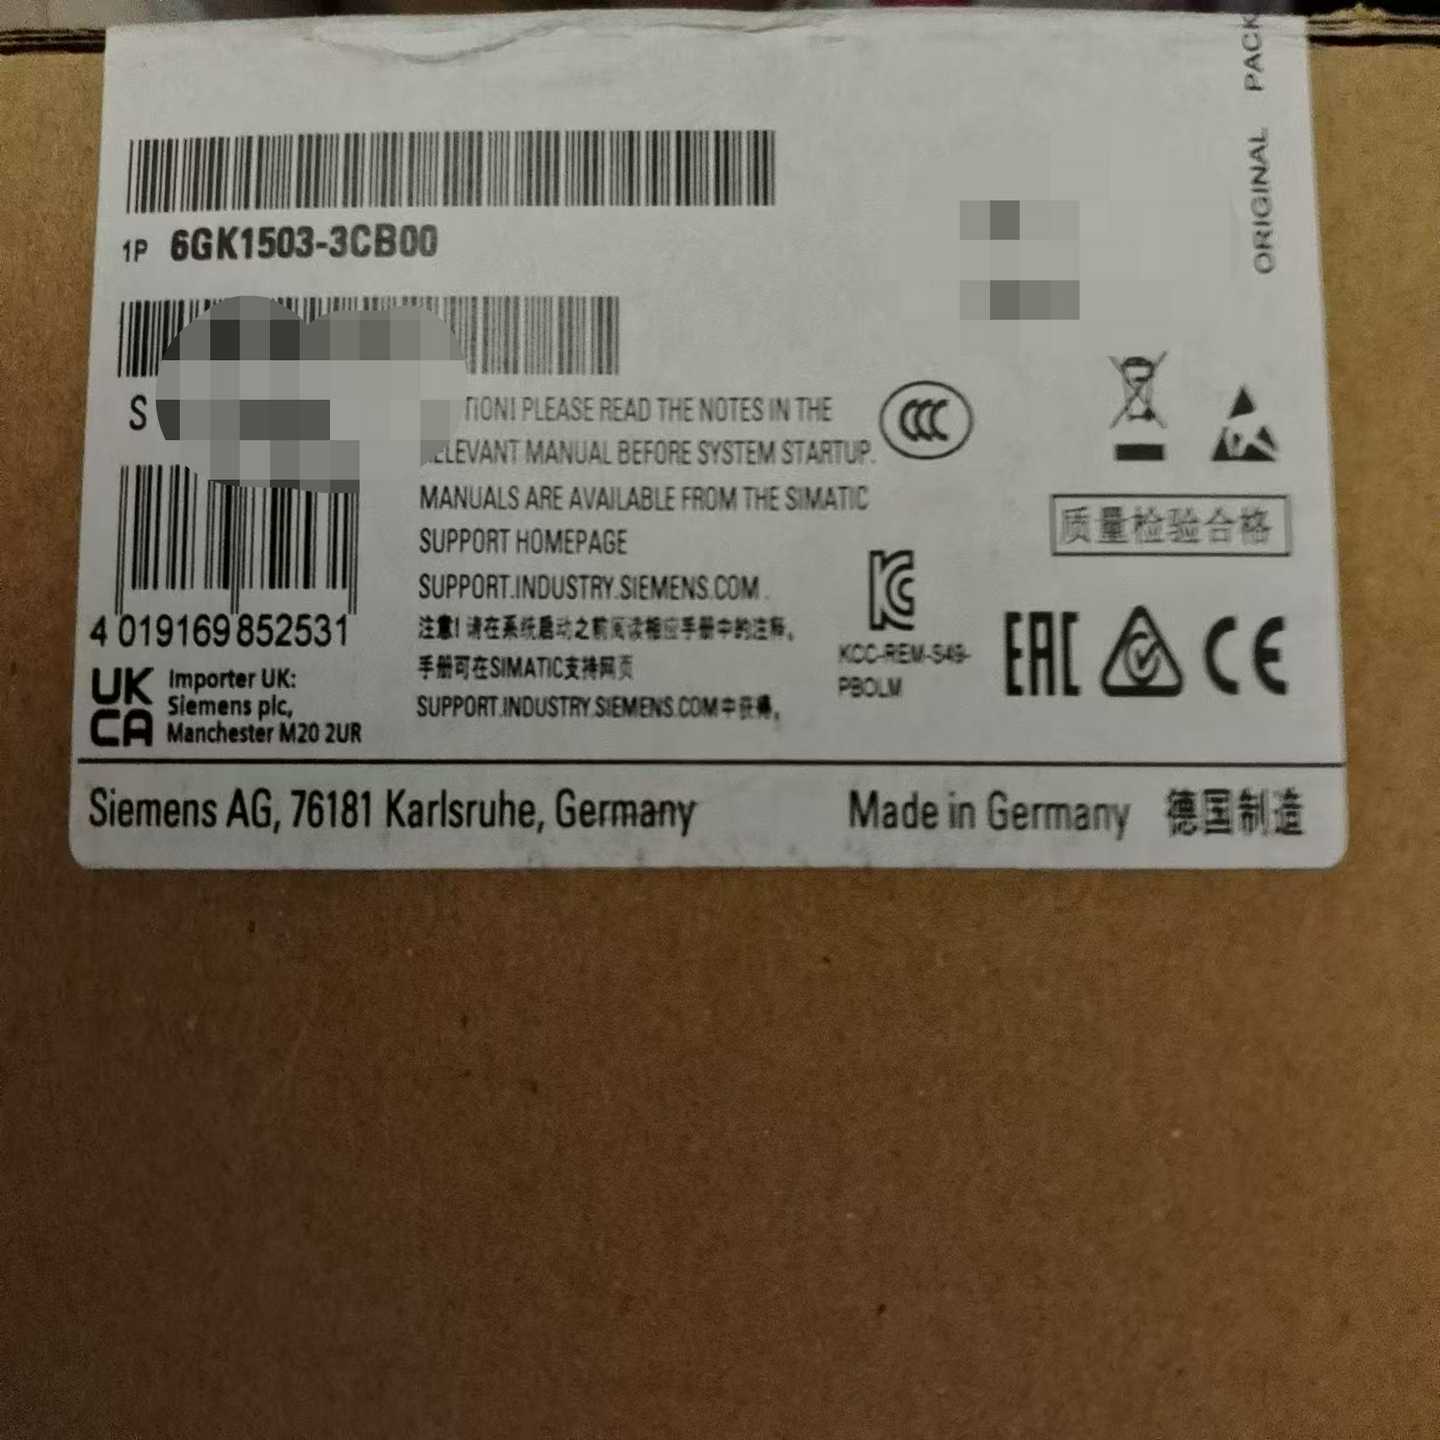 ORIGINAL PACK
1P 6GK1503-3CB00
S
TION! PLEASE READ THE NOTES IN THE
RELEVANT MANUAL BEFORE SYSTEM STARTUP.
MANUALS ARE AVAILABLE FROM THE SIMATIC
SUPPORT HOMEPAGE
SUPPORT.INDUSTRY.SIEMENS.COM.
注意!请在系统启动之前阅读相应手册中的注释。
手册可在SIMATIC支持网页
SUPPORT.INDUSTRY.SIEMENS.COM中获得。
CCC
质量检验合格
KCC-REM-S49-
PBOLM
EAC
CE
4 019169 852531
UK
CA
Importer UK:
Siemens plc,
Manchester M20 2UR
Siemens AG, 76181 Karlsruhe, Germany
Made in Germany 德国制造